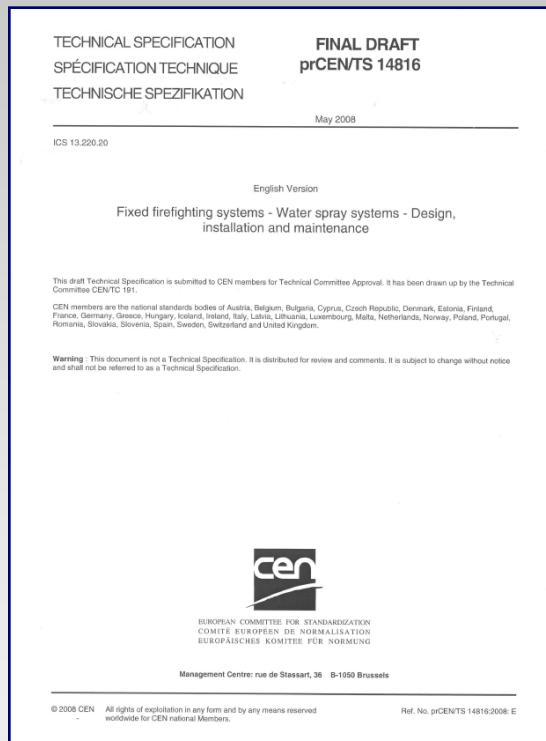 TECHNICAL SPECIFICATION
SPÉCIFICATION TECHNIQUE
TECHNISCHE SPEZIFIKATION
FINAL DRAFT
prCEN/TS 14816
May 2008
ICS 13.220.20
English Version
Fixed firefighting systems - Water spray systems - Design,
installation and maintenance
This draft Technical Specification is submitted to CEN members for Technical Committee Approval. It has been drawn up by the Technical
Committee CEN/TC 191.
CEN members are the national standards bodies of Austria, Belgium, Bulgaria, Cyprus, Czech Republic, Denmark, Estonia, Finland,
France, Germany, Greece, Hungary, Iceland, Ireland, Italy, Latvia, Lithuania, Luxembourg, Malta, Netherlands, Norway, Poland, Portugal,
Romania, Slovakia, Slovenia, Spain, Sweden, Switzerland and United Kingdom.
Warning : This document is not a Technical Specification. It is distributed for review and comments. It is subject to change without notice
and shall not be referred to as a Technical Specification.
cen
EUROPEAN COMMITTEE FOR STANDARDIZATION
COMITÉ EUROPÉEN DE NORMALISATION
EUROPÄISCHES KOMITEE FÜR NORMUNG
Management Centre: rue de Stassart, 36 B-1050 Brussels
© 2008 CEN All rights of exploitation in any form and by any means reserved
worldwide for CEN national Members.
Ref. No. prCEN/TS 14816:2008: E